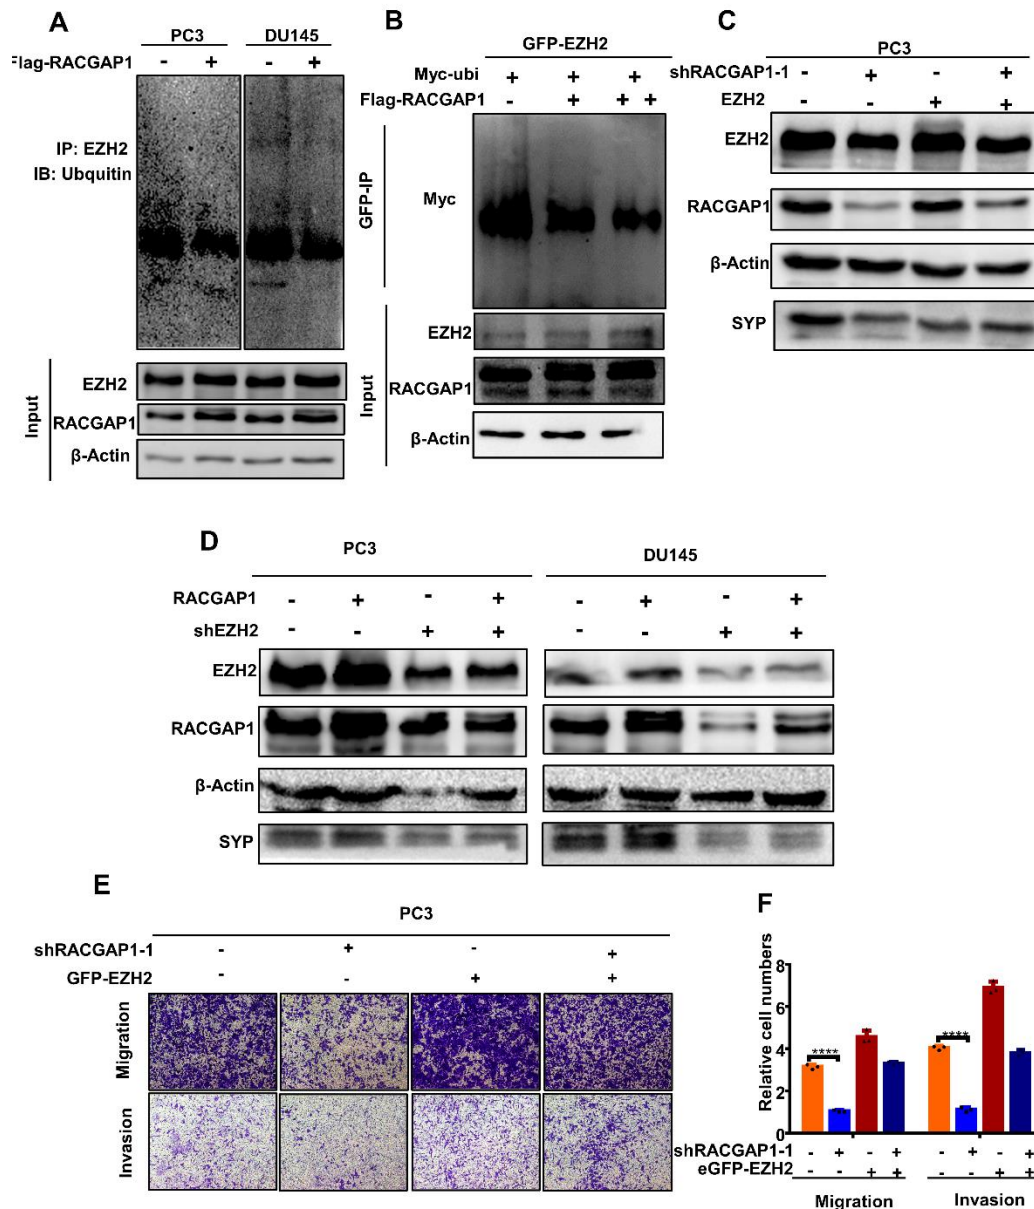 A
PC3 DU145
Flag-RACGAP1 - + - +
IP: EZH2
IB: Ubquitin
EZH2
RACGAP1
β-Actin
Input
B
GFP-EZH2
Myc-ubi + + +
Flag-RACGAP1 - + + +
GFP-IP
Myc
EZH2
RACGAP1
β-Actin
Input
C
PC3
shRACGAP1-1 - + - +
EZH2 - - + +
EZH2
RACGAP1
β-Actin
SYP
D
PC3 DU145
RACGAP1 - + - + - + - +
shEZH2 - - + + - - + +
EZH2
RACGAP1
β-Actin
SYP
E
PC3
shRACGAP1-1 - + - +
GFP-EZH2 - - + +
Migration
Invasion
F
Relative cell numbers
8
6
4
2
0
**** ****
shRACGAP1-1 - + - + - + - +
eGFP-EZH2 - - + + - - + +
Migration Invasion